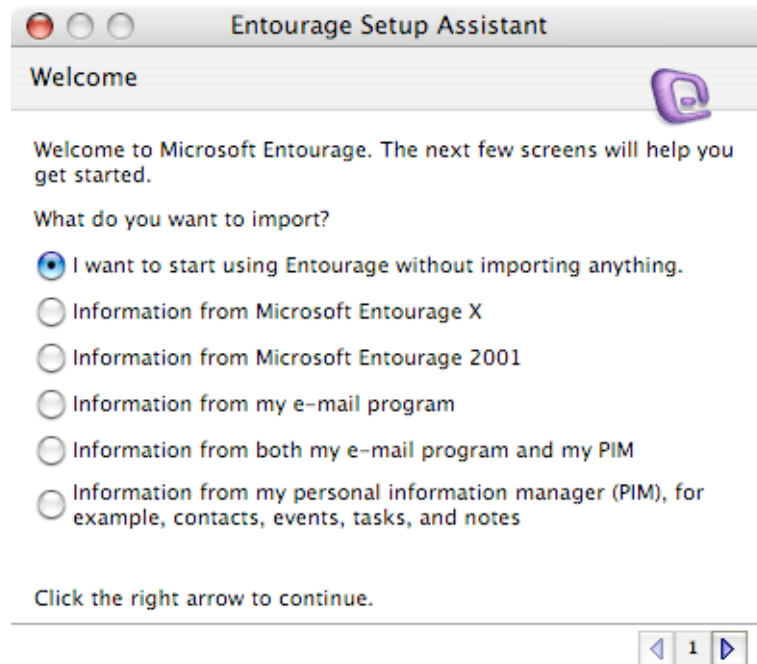 Entourage Setup Assistant
Welcome
Welcome to Microsoft Entourage. The next few screens will help you
get started.
What do you want to import?
I want to start using Entourage without importing anything.
Information from Microsoft Entourage X
Information from Microsoft Entourage 2001
Information from my e-mail program
Information from both my e-mail program and my PIM
Information from my personal information manager (PIM), for
example, contacts, events, tasks, and notes
Click the right arrow to continue.
1